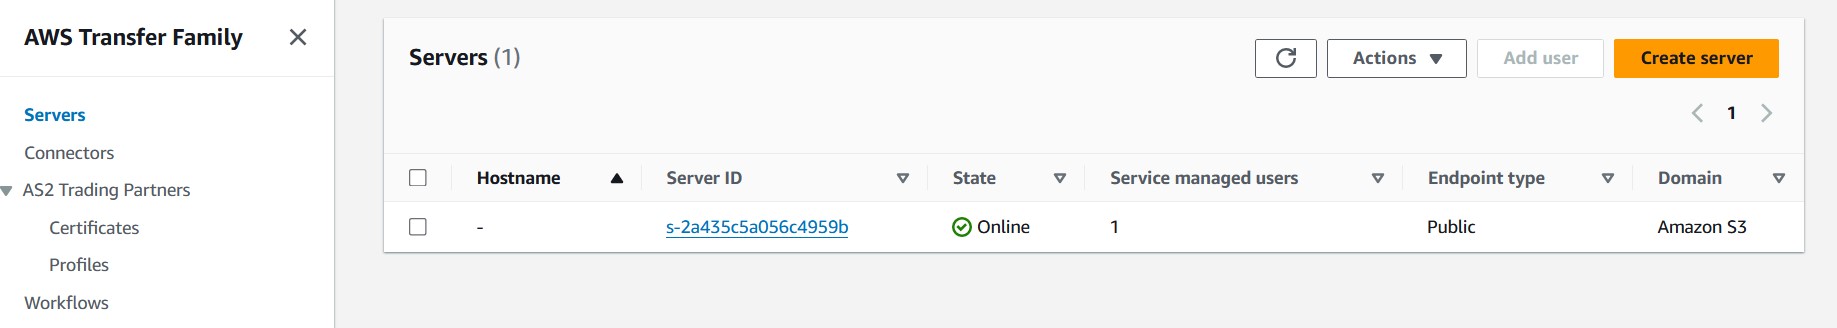 AWS Transfer Family
Servers
Connectors
AS2 Trading Partners
Certificates
Profiles
Workflows
Servers (1)
Actions
Add user
Create server
1
Hostname Server ID State Service managed users Endpoint type Domain
- s-2a435c5a056c4959b Online 1 Public Amazon S3